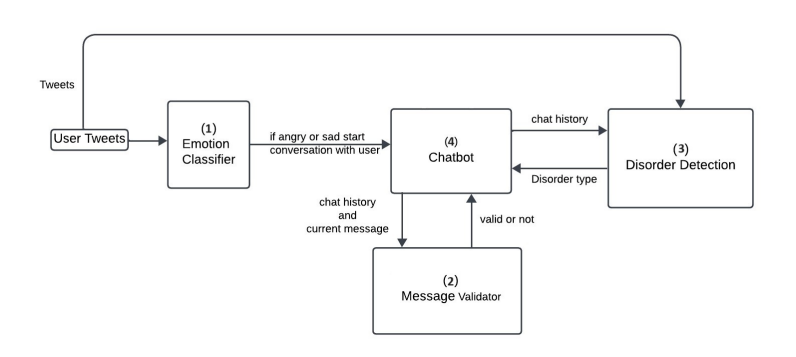 Tweets
User Tweets
(1)
Emotion
Classifier
if angry or sad start
conversation with user
(4)
Chatbot
chat history
Disorder type
(3)
Disorder Detection
chat history
and
current message
valid or not
(2)
Message Validator